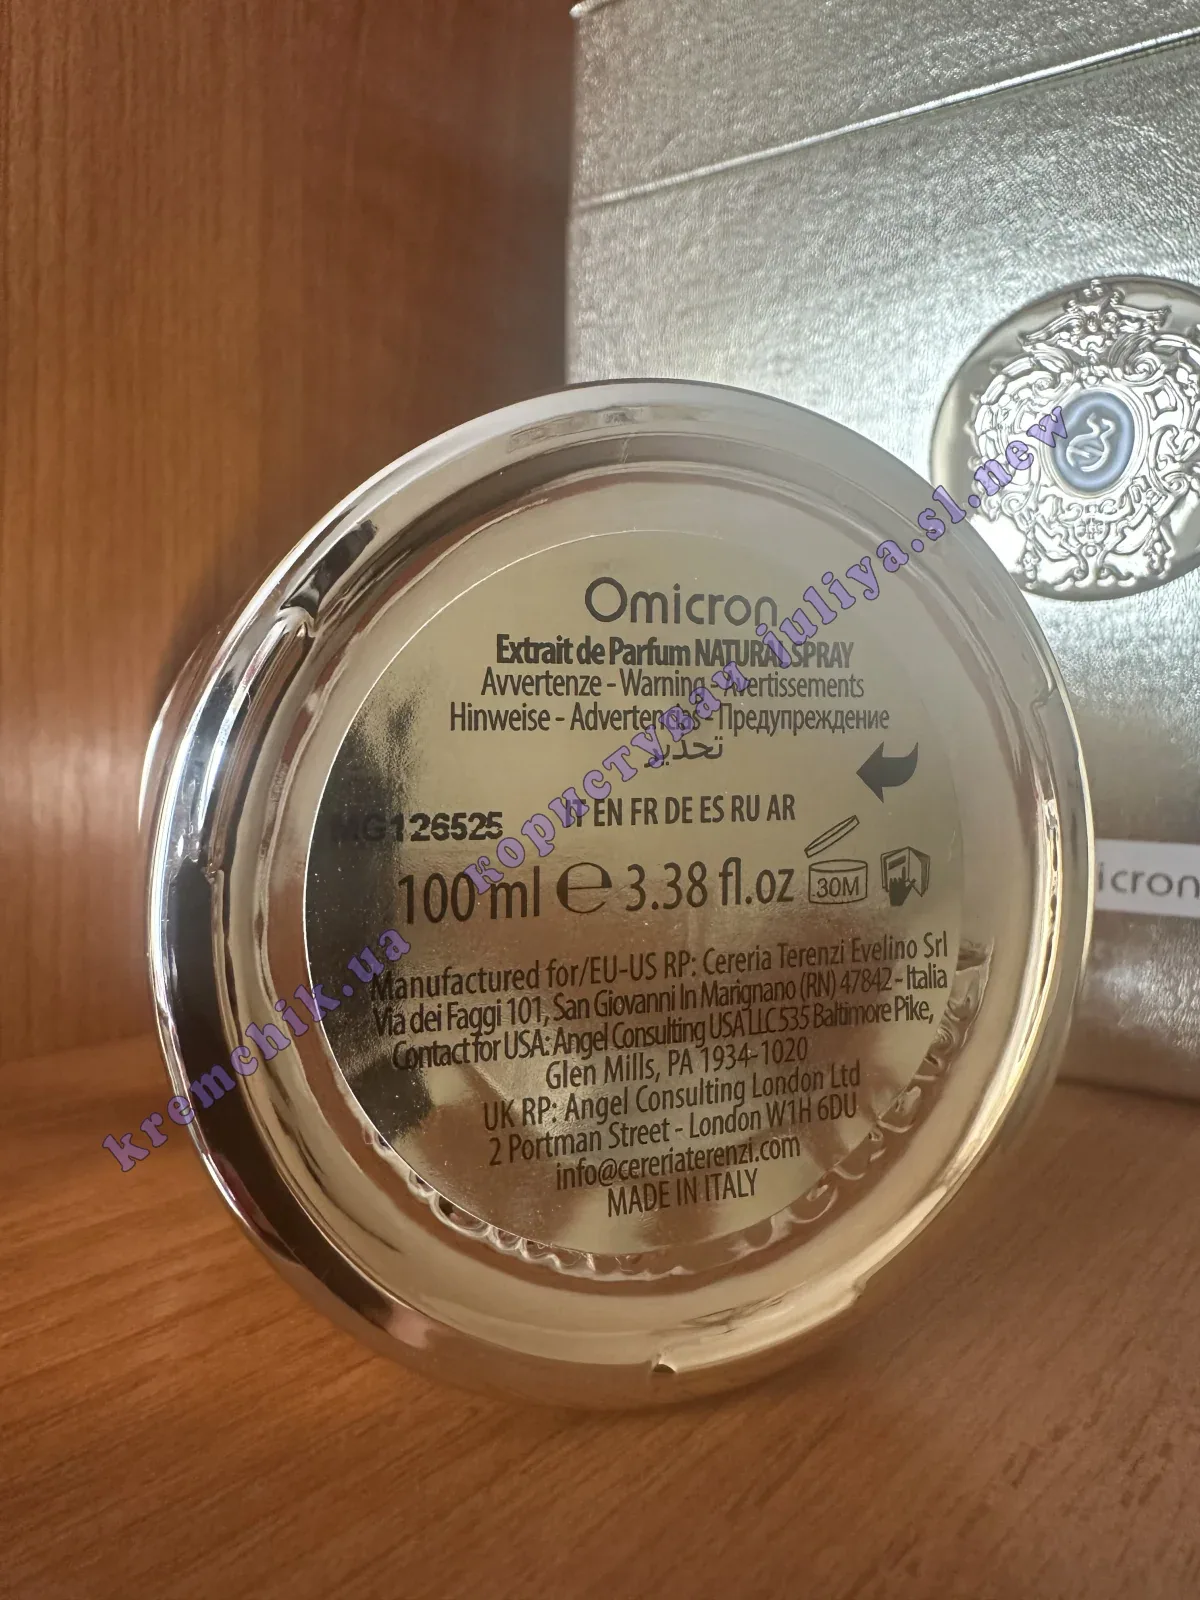 Omicron
Extrait de Parfum NATURAL SPRAY
Avvertenze - Warning - Avertissements
Hinweise - Advertencias - Предупреждение
تحذير
IT EN FR DE ES RU AR
MG126525
100 ml ℮ 3.38 fl.oz
30M
Manufactured for/EU-US RP: Cereria Terenzi Evelino Srl
Via dei Faggi 101, San Giovanni In Marignano (RN) 47842 - Italia
Contact for USA: Angel Consulting USA LLC 535 Baltimore Pike,
Glen Mills, PA 1934-1020
UK RP: Angel Consulting London Ltd
2 Portman Street - London W1H 6DU
info@cereriaterenzi.com
MADE IN ITALY
icron
kremchik.ua користувач juliya.sl.new